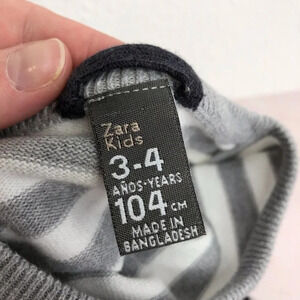 Zara
Kids
3-4
AÑOS-YEARS
104 CM
MADE IN
BANGLADESH